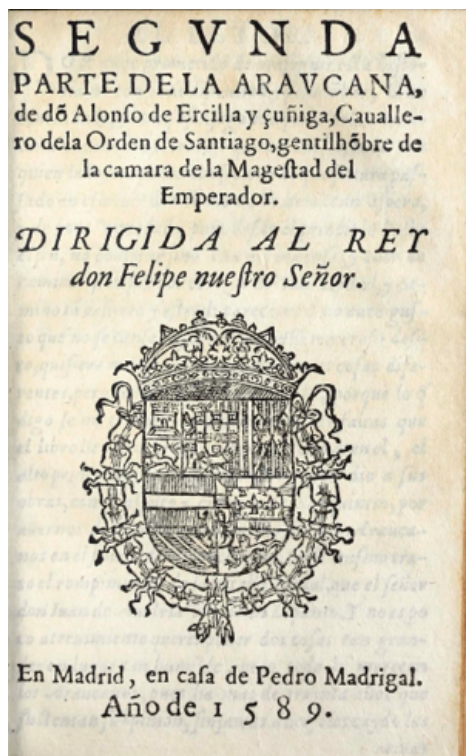 SEGVNDA
PARTE DE LA ARAVCANA,
de dõ Alonſo de Ercilla y çuñiga, Caualle-
ro dela Orden de Santiago, gentilhõbre de
la camara de la Mageſtad del
Emperador.
DIRIGIDA AL REY
don Felipe nueſtro Señor.
En Madrid, en caſa de Pedro Madrigal.
Año de 1589.